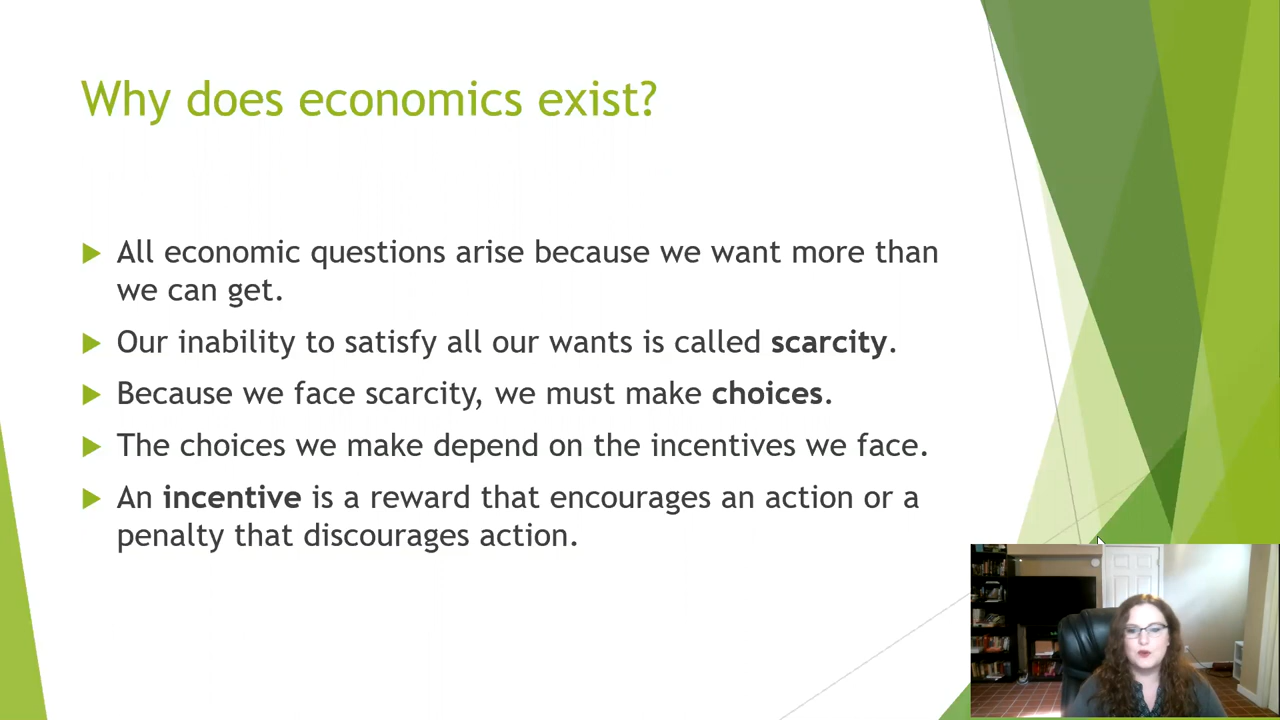 Why does economics exist?
All economic questions arise because we want more than
we can get.
Our inability to satisfy all our wants is called scarcity.
Because we face scarcity, we must make choices.
The choices we make depend on the incentives we face.
An incentive is a reward that encourages an action or a
penalty that discourages action.